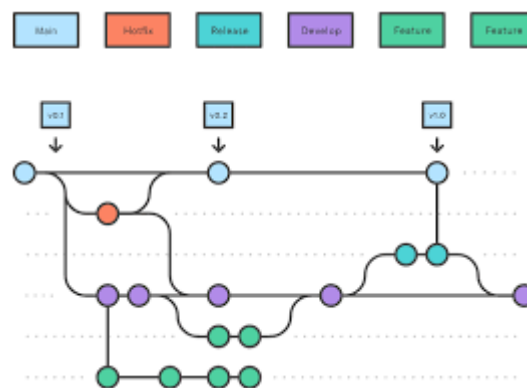 Main
Hotfix
Release
Develop
Feature
Feature
v0.1
v0.2
v1.0